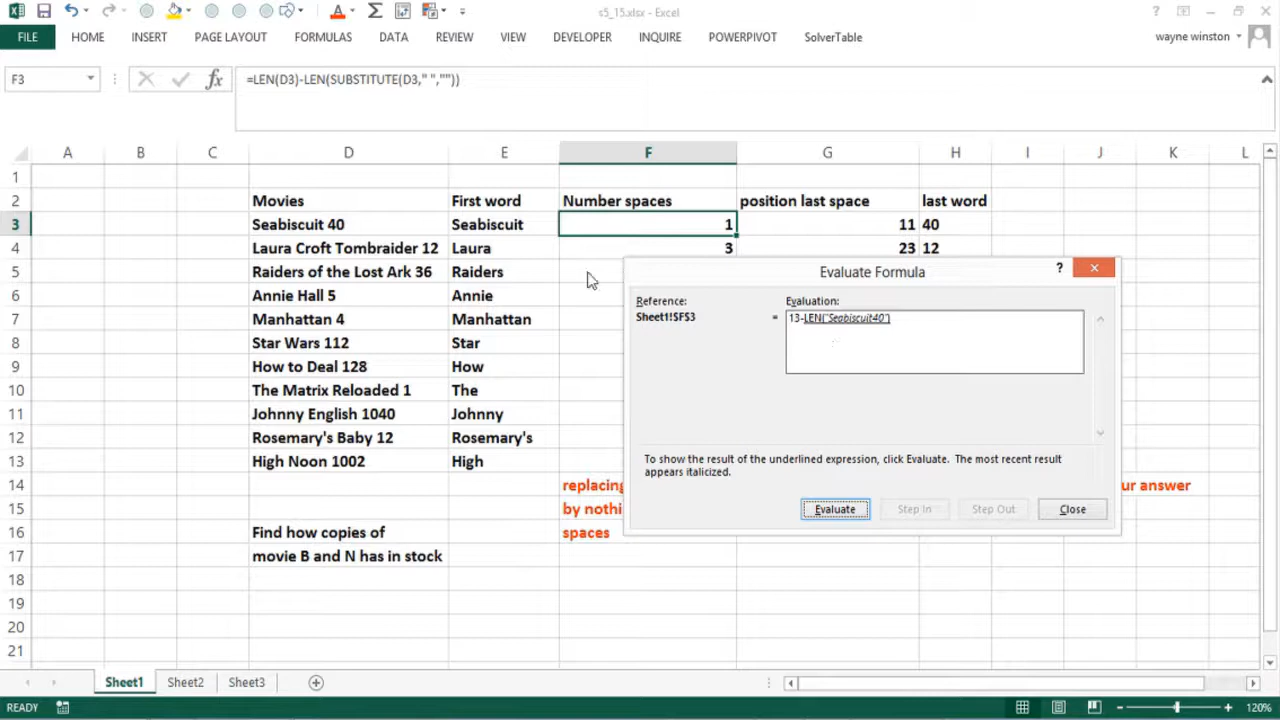 s5_15.xlsx - Excel
FILE HOME INSERT PAGE LAYOUT FORMULAS DATA REVIEW VIEW DEVELOPER INQUIRE POWERPIVOT SolverTable wayne winston
F3 fx =LEN(D3)-LEN(SUBSTITUTE(D3," ",""))
A B C D E F G H I J K L
1
2 Movies First word Number spaces position last space last word
3 Seabiscuit 40 Seabiscuit 1 11 40
4 Laura Croft Tombraider 12 Laura 3 23 12
5 Raiders of the Lost Ark 36 Raiders
6 Annie Hall 5 Annie
7 Manhattan 4 Manhattan
8 Star Wars 112 Star
9 How to Deal 128 How
10 The Matrix Reloaded 1 The
11 Johnny English 1040 Johnny
12 Rosemary's Baby 12 Rosemary's
13 High Noon 1002 High
14 replacing ur answer
15 by nothi
16 Find how copies of spaces
17 movie B and N has in stock
18
19
20
21
Evaluate Formula ?
Reference: Evaluation:
Sheet1!$F$3 = 13-LEN("Seabiscuit40")
To show the result of the underlined expression, click Evaluate. The most recent result
appears italicized.
Evaluate Step In Step Out Close
Sheet1 Sheet2 Sheet3
READY 120%